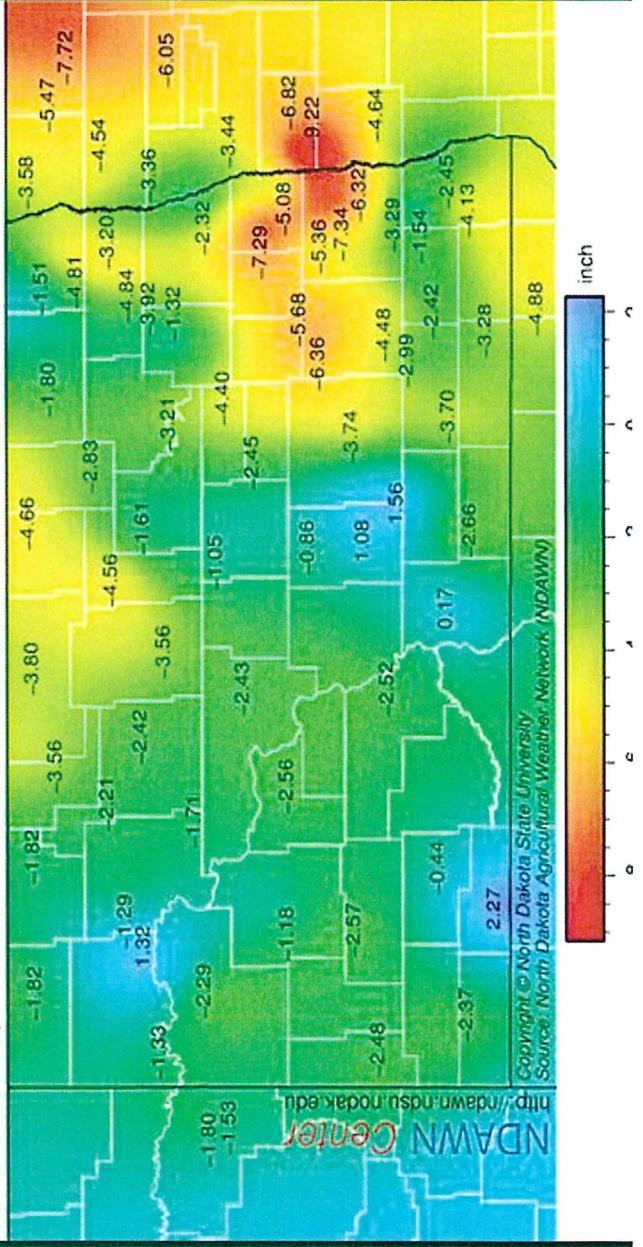 −1.82 −1.82 −3.80 −4.66 −3.58
−3.56 −1.80 −1.51 −5.47
−4.81 −7.72
−2.83
−2.21 −4.56 −3.20 −4.54
−1.29 −4.84
1.32 −2.42 −1.61 −3.92 −3.36
−1.33 −3.56 −3.21 −1.32 −6.05
−1.80 −2.29 −1.71 −2.32
−1.53 −1.05 −4.40 −3.44
−2.43 −2.45 −7.29
−1.18 −2.56 −5.08 −6.82
−0.86 −5.68 −9.22
−6.36 −5.36
−2.57 1.08 −3.74 −7.34 −6.32
−2.48 −2.52 1.56 −4.48 −3.29 −4.64
−2.99 −1.54
−0.44 0.17 −3.70 −2.42 −2.45
−2.37 −2.66 −4.13
2.27 −3.28
−4.88
NDAWN Center
http://ndawn.ndsu.nodak.edu
Copyright © North Dakota State University
Source: North Dakota Agricultural Weather Network (NDAWN)
inch